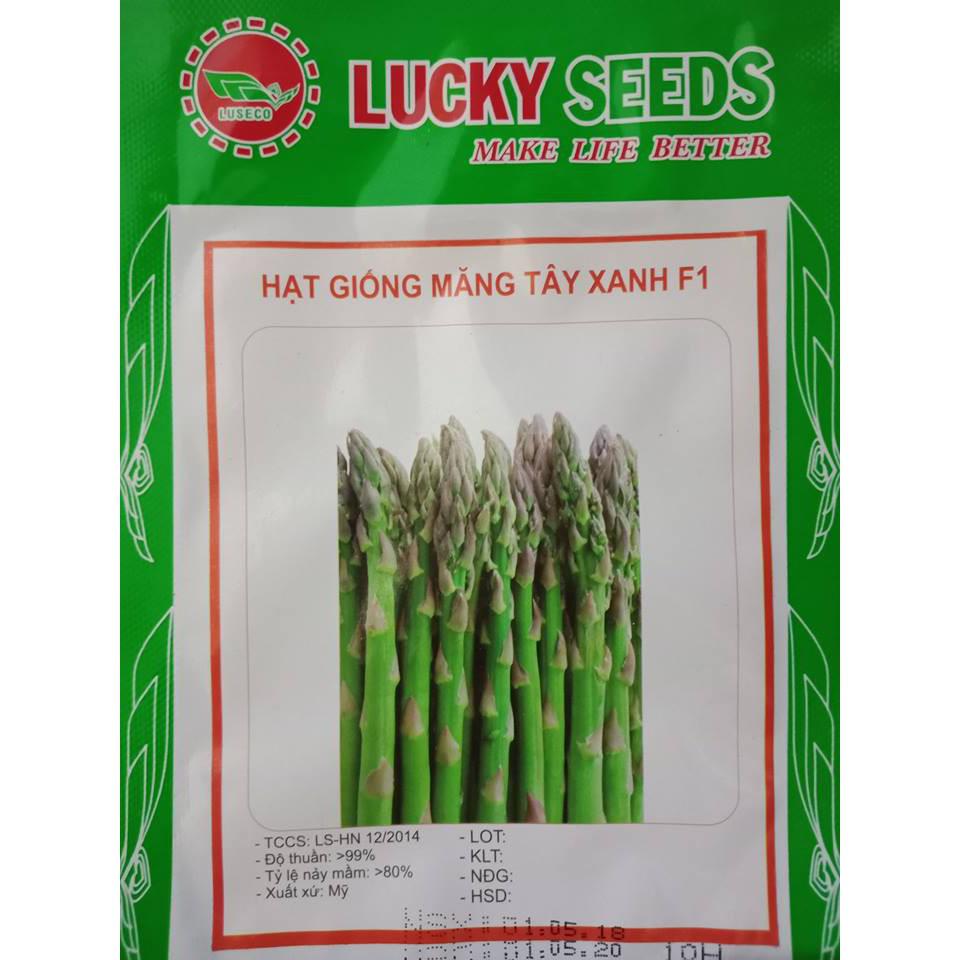 LUSECO
LUCKY SEEDS
MAKE LIFE BETTER
HẠT GIỐNG MĂNG TÂY XANH F1
- TCCS: LS-HN 12/2014
- Độ thuần: >99%
- Tỷ lệ nảy mầm: >80%
- Xuất xứ: Mỹ
- LOT:
- KLT:
- NĐG:
- HSD:
01.05.18
01.05.20